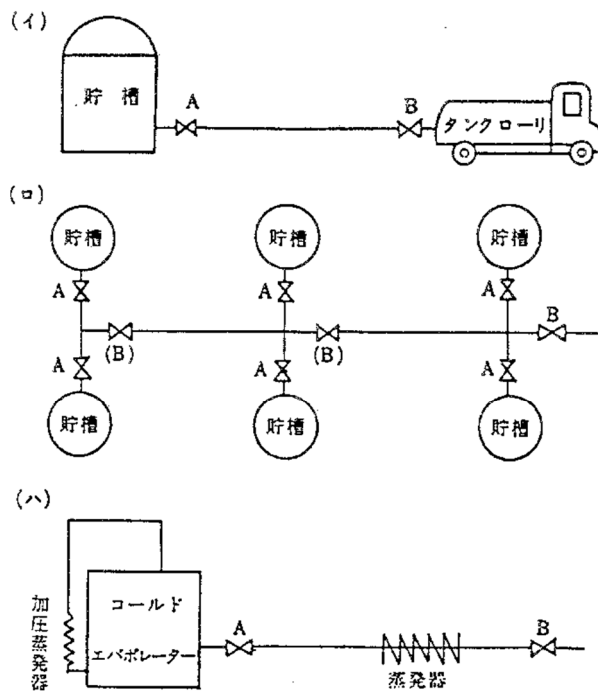 (イ)
貯槽
A
B
タンクローリ
(ロ)
貯槽
貯槽
貯槽
A
A
A
B
(B)
(B)
A
A
A
貯槽
貯槽
貯槽
(ハ)
加圧蒸発器
コールド
エバポレーター
A
B
蒸発器